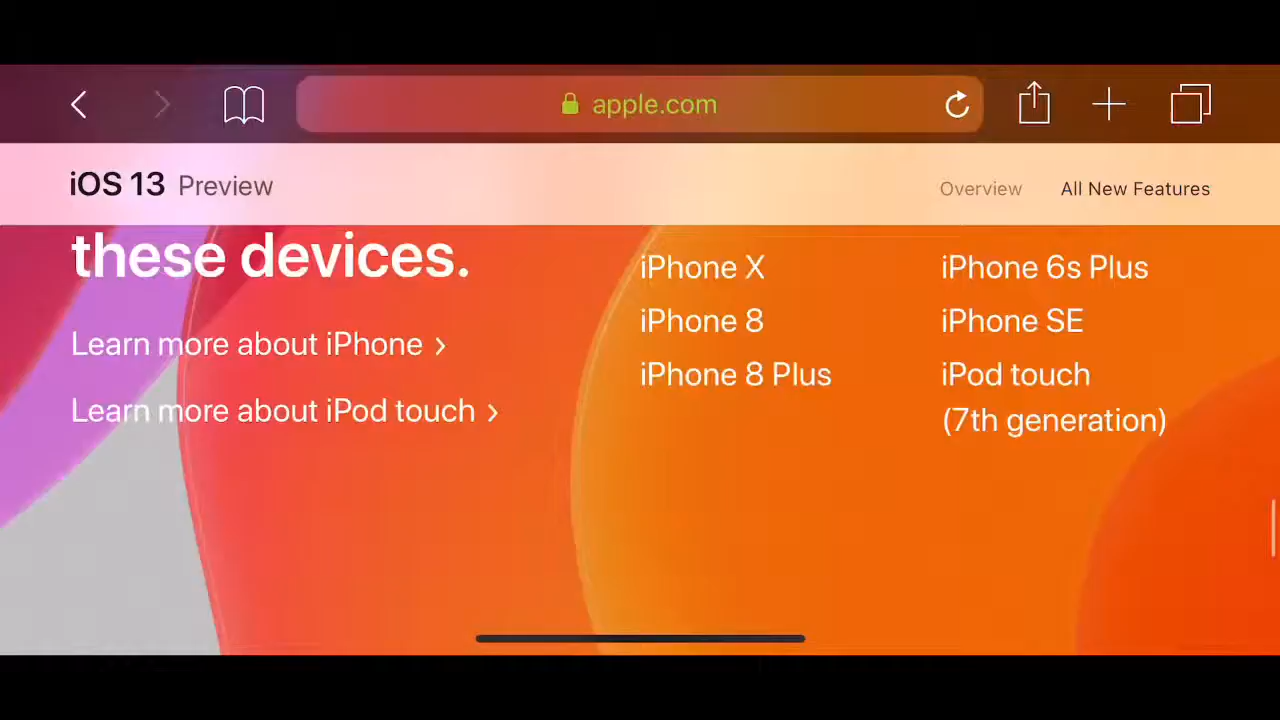 apple.com
iOS 13 Preview
Overview
All New Features
these devices.
Learn more about iPhone >
Learn more about iPod touch >
iPhone X
iPhone 8
iPhone 8 Plus
iPhone 6s Plus
iPhone SE
iPod touch
(7th generation)